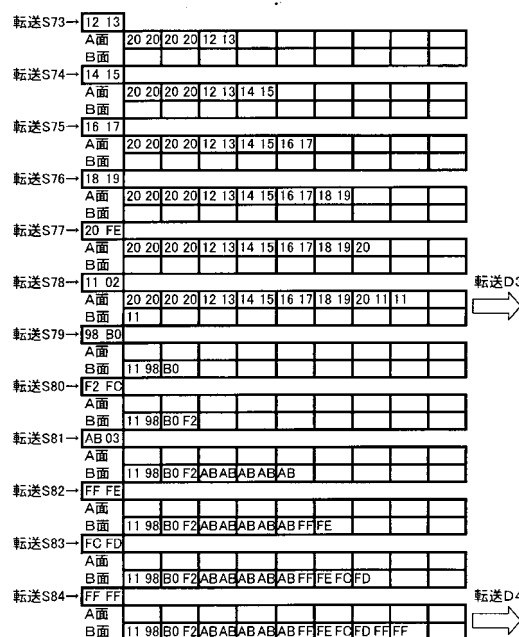 転送S73→ 12 13
A面 20 20 20 20 12 13
B面
転送S74→ 14 15
A面 20 20 20 20 12 13 14 15
B面
転送S75→ 16 17
A面 20 20 20 20 12 13 14 15 16 17
B面
転送S76→ 18 19
A面 20 20 20 20 12 13 14 15 16 17 18 19
B面
転送S77→ 20 FE
A面 20 20 20 20 12 13 14 15 16 17 18 19 20
B面
転送S78→ 11 02 転送D3
A面 20 20 20 20 12 13 14 15 16 17 18 19 20 11 11
B面 11
転送S79→ 98 B0
A面
B面 11 98 B0
転送S80→ F2 FC
A面
B面 11 98 B0 F2
転送S81→ AB 03
A面
B面 11 98 B0 F2 AB AB AB AB AB
転送S82→ FF FE
A面
B面 11 98 B0 F2 AB AB AB AB AB FF FE
転送S83→ FC FD
A面
B面 11 98 B0 F2 AB AB AB AB AB FF FE FC FD
転送S84→ FF FF 転送D4
A面
B面 11 98 B0 F2 AB AB AB AB AB FF FE FC FD FF FF